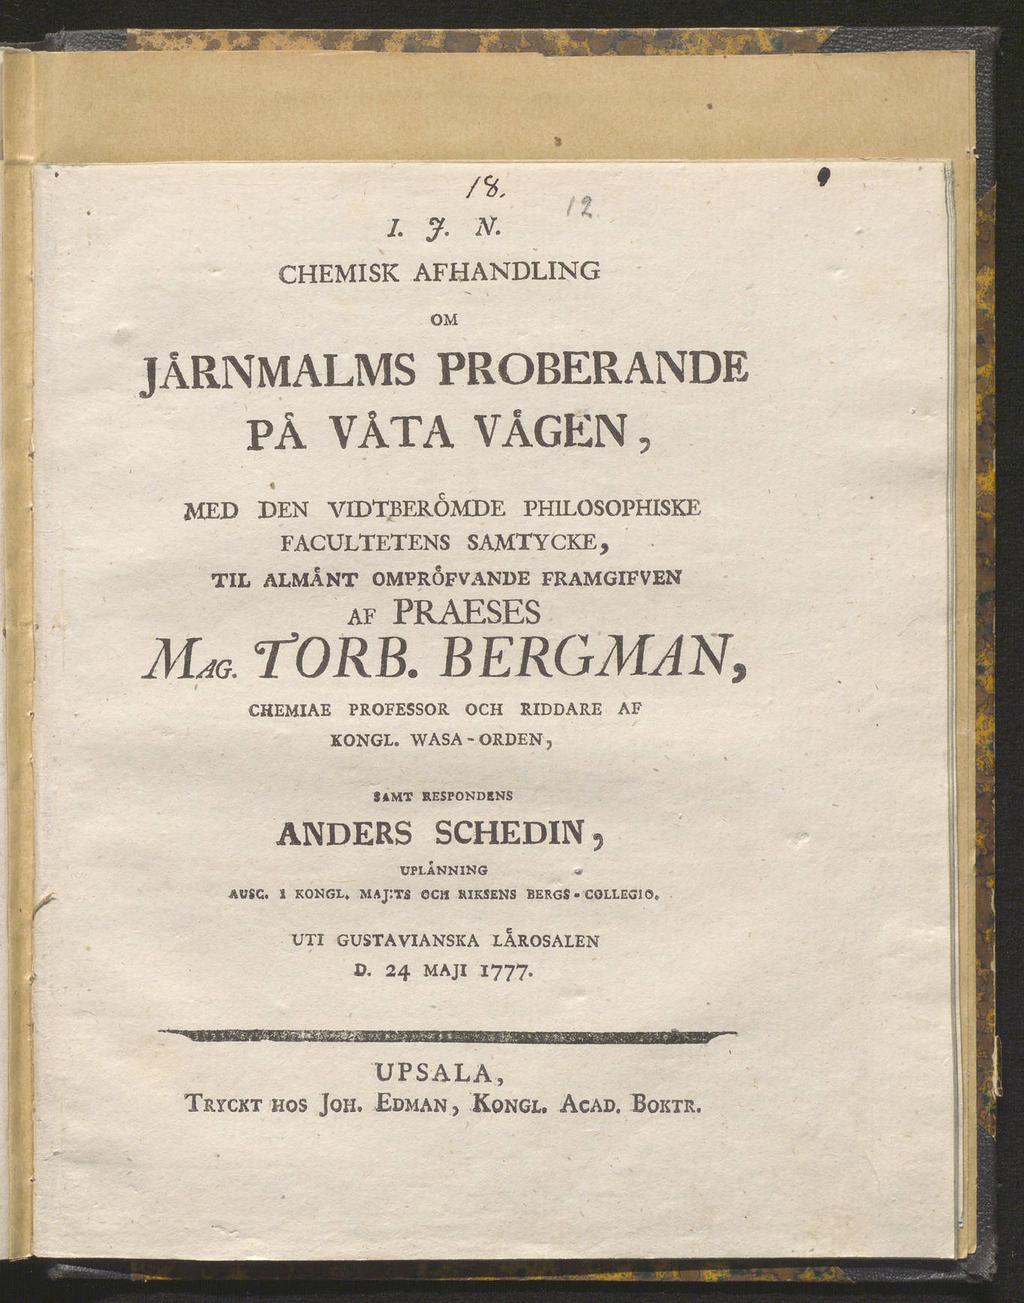 18.
12.
I. J. N.
CHEMISK AFHANDLING
OM
JÅRNMALMS PROBERANDE
PÅ VÅTA VÅGEN,
MED DEN VIDTBERÖMDE PHILOSOPHISKE
FACULTETENS SAMTYCKE,
TIL ALMÅNT OMPRÖFVANDE FRAMGIFVEN
AF PRAESES
MAG. TORB. BERGMAN,
CHEMIAE PROFESSOR OCH RIDDARE AF
KONGL. WASA-ORDEN,
SAMT RESPONDENS
ANDERS SCHEDIN,
UPLÅNNING
AUSC. I KONGL. MAJ:TS OCH RIKSENS BERGS-COLLEGIO.
UTI GUSTAVIANSKA LÅROSALEN
D. 24 MAJI 1777.
UPSALA,
TRYCKT HOS JOH. EDMAN, KONGL. ACAD. BOKTR.